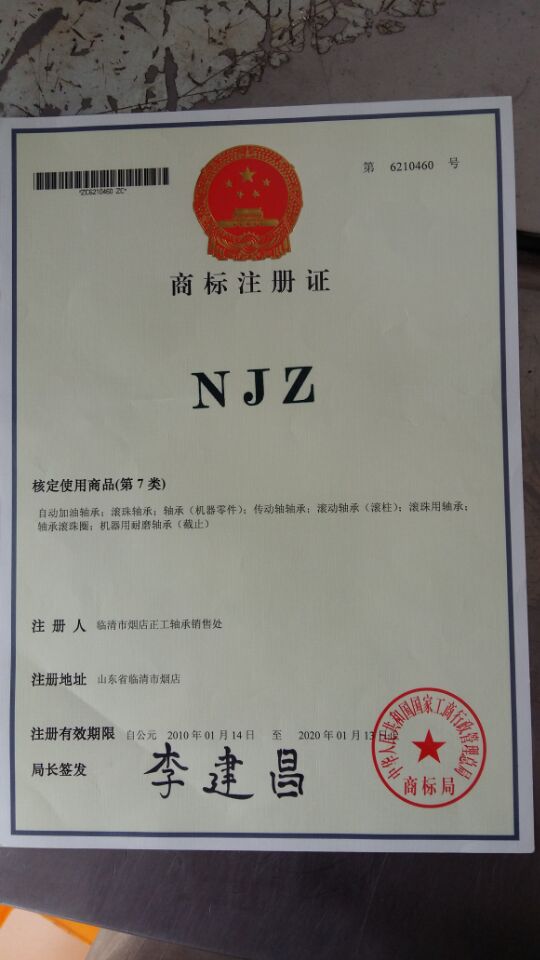 第 6210460 号
*ZC6210460 ZC*
商标注册证
NJZ
核定使用商品(第 7 类)
自动加油轴承；滚珠轴承；轴承（机器零件）；传动轴轴承；滚动轴承（滚柱）；滚珠用轴承；
轴承滚珠圈；机器用耐磨轴承（截止）
注 册 人 临清市烟店正工轴承销售处
注册地址 山东省临清市烟店
注册有效期限 自公元 2010 年 01 月 14 日 至 2020 年 01 月 13 日止
局长签发 李建昌
中华人民共和国国家工商行政管理总局
商标局